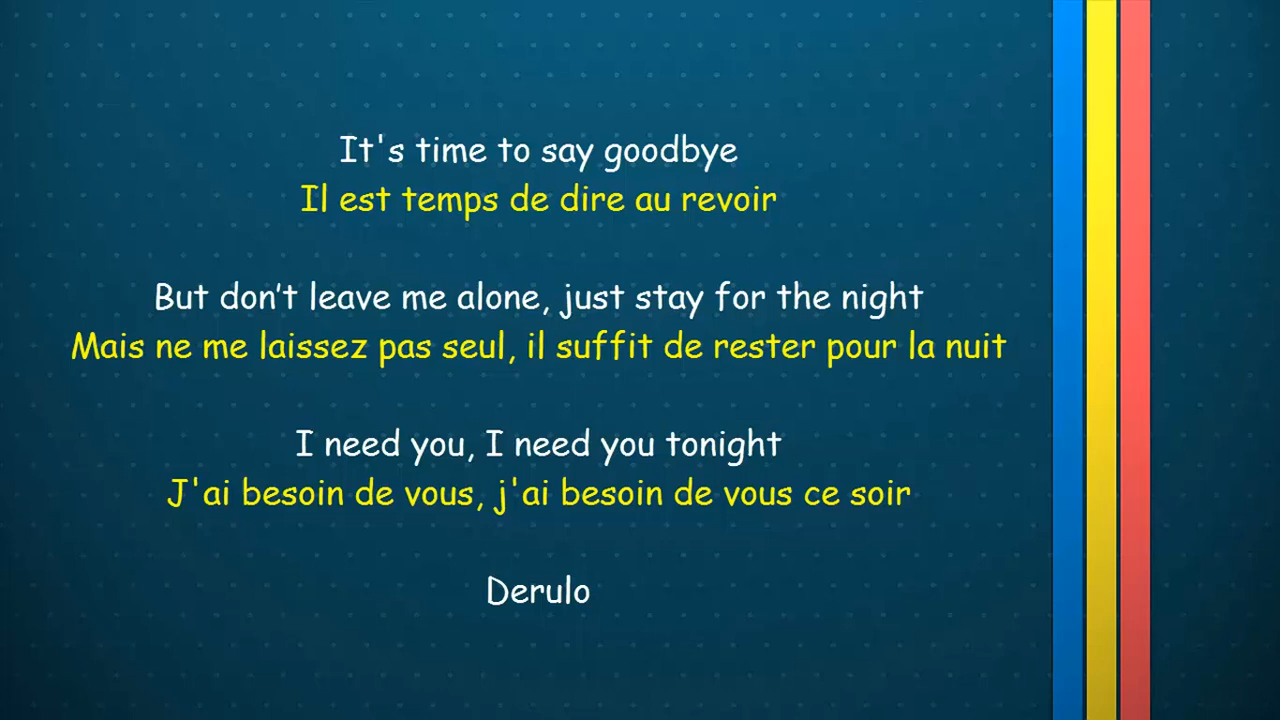 It's time to say goodbye
Il est temps de dire au revoir
But don’t leave me alone, just stay for the night
Mais ne me laissez pas seul, il suffit de rester pour la nuit
I need you, I need you tonight
J'ai besoin de vous, j'ai besoin de vous ce soir
Derulo